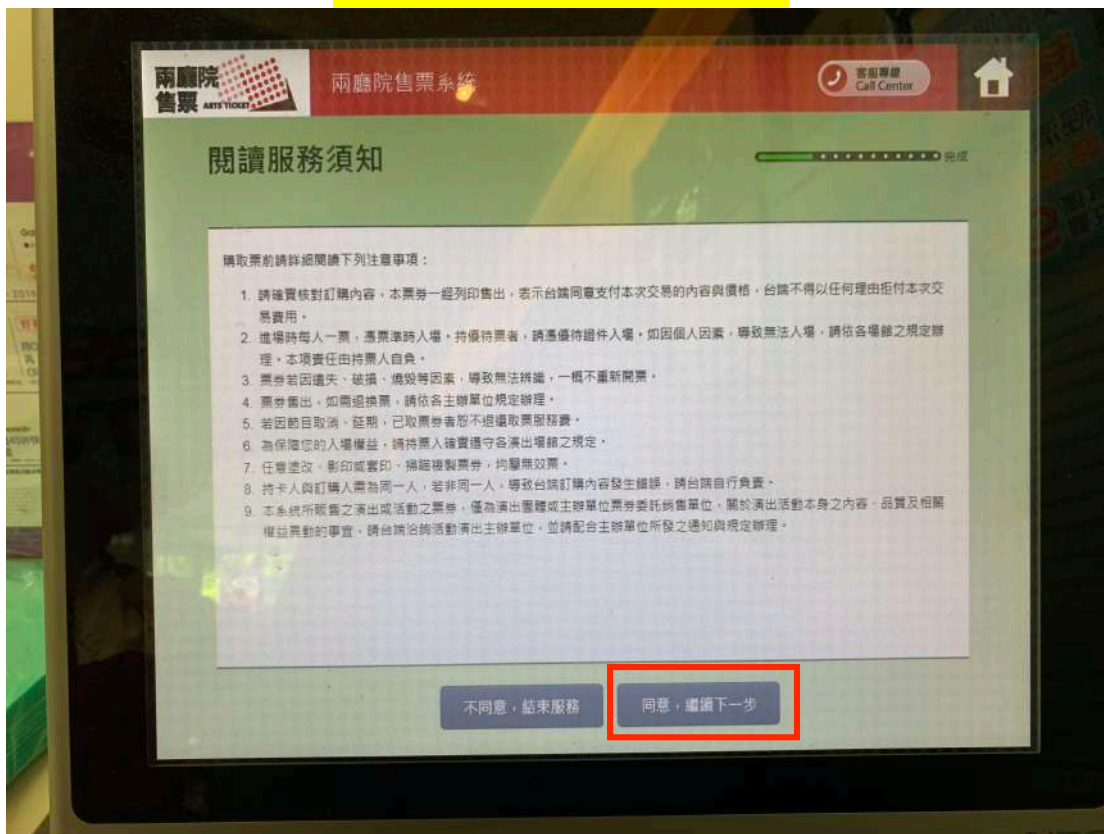 兩廳院
售票 ARTS TICKET
兩廳院售票系統
客服專線
Call Center
閱讀服務須知
完成
購取票前請詳細閱讀下列注意事項：
1. 請確實核對訂購內容，本票券一經列印售出，表示台端同意支付本次交易的內容與價格，台端不得以任何理由拒付本次交
易費用。
2. 進場時每人一票，憑票準時入場。持優待票者，請憑優待證件入場。如因個人因素，導致無法入場，請依各場館之規定辦
理。本項責任由持票人自負。
3. 票券若因遺失、破損、燒毀等因素，導致無法辨識，一概不重新開票。
4. 票券售出，如需退換票，請依各主辦單位規定辦理。
5. 若因節目取消、延期，已取票券者恕不退還取票服務費。
6. 為保障您的入場權益，請持票人確實遵守各演出場館之規定。
7. 任意塗改、影印或套印、掃瞄複製票券，均屬無效票。
8. 持卡人與訂購人需為同一人，若非同一人，導致台端訂購內容發生錯誤，請台端自行負責。
9. 本系統所販售之演出或活動之票券，僅為演出團體或主辦單位票券委託銷售單位，關於演出活動本身之內容、品質及相關
權益異動的事宜，請台端洽詢活動演出主辦單位，並請配合主辦單位所發之通知與規定辦理。
不同意，結束服務
同意，繼續下一步